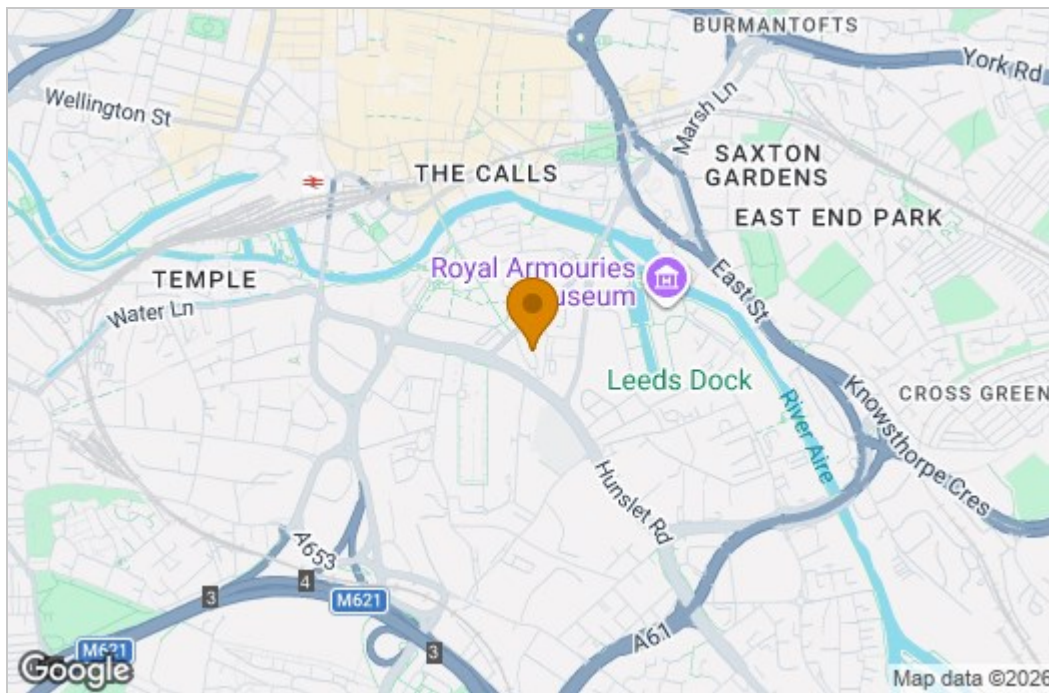 BURMANTOFTS
York Rd
Wellington St
Marsh Ln
THE CALLS
SAXTON
GARDENS
EAST END PARK
TEMPLE
Royal Armouries
useum
East St
Water Ln
Leeds Dock
CROSS GREEN
River Aire
Knowsthorpe Cres
Hunslet Rd
A653
3
4
M621
3
A61
M621
Google
Map data ©2026